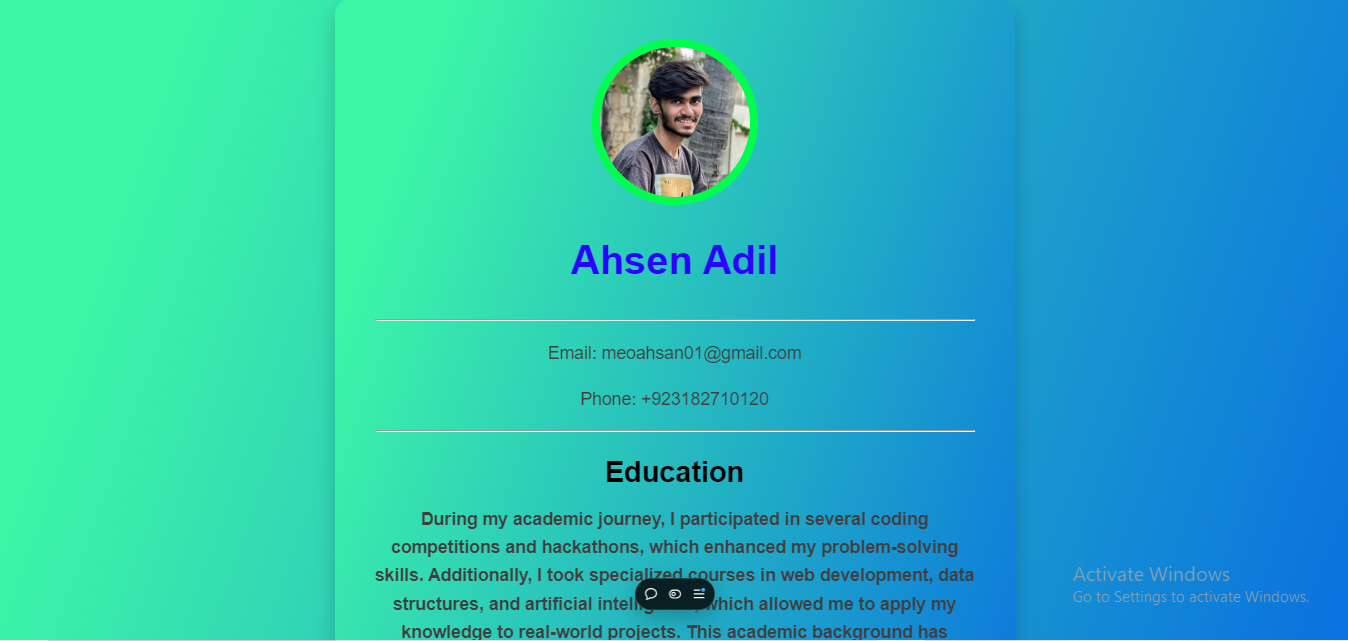 Ahsen Adil
Email: meoahsan01@gmail.com
Phone: +923182710120
Education
During my academic journey, I participated in several coding
competitions and hackathons, which enhanced my problem-solving
skills. Additionally, I took specialized courses in web development, data
structures, and artificial which allowed me to apply my
knowledge to real-world projects. This academic background has
Activate Windows
Go to Settings to activate Windows.